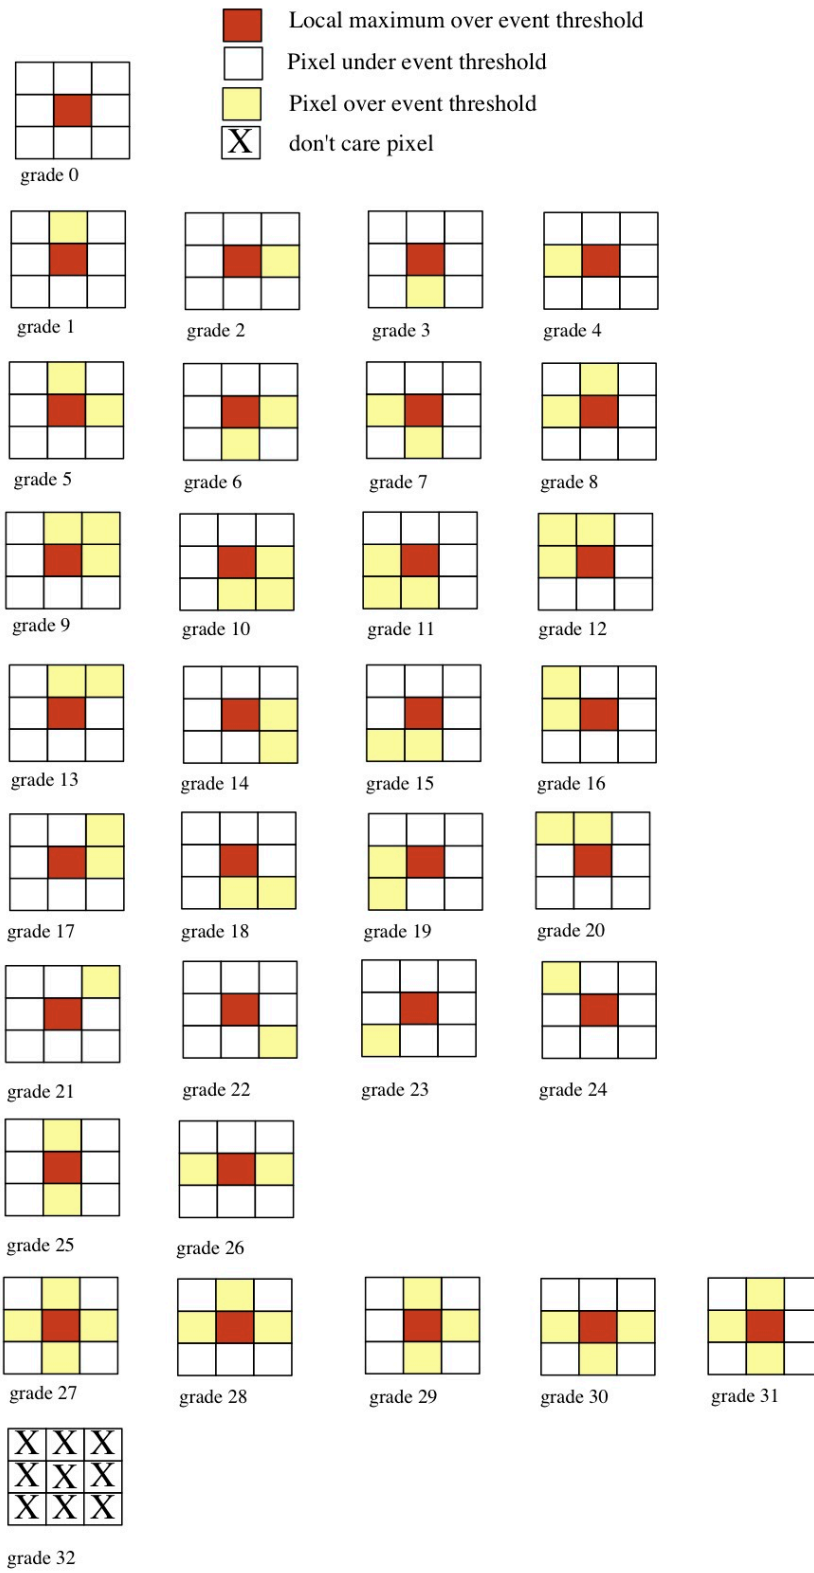 Local maximum over event threshold
Pixel under event threshold
Pixel over event threshold
X don't care pixel
grade 0
grade 1 grade 2 grade 3 grade 4
grade 5 grade 6 grade 7 grade 8
grade 9 grade 10 grade 11 grade 12
grade 13 grade 14 grade 15 grade 16
grade 17 grade 18 grade 19 grade 20
grade 21 grade 22 grade 23 grade 24
grade 25 grade 26
grade 27 grade 28 grade 29 grade 30 grade 31
X X X
X X X
X X X
grade 32